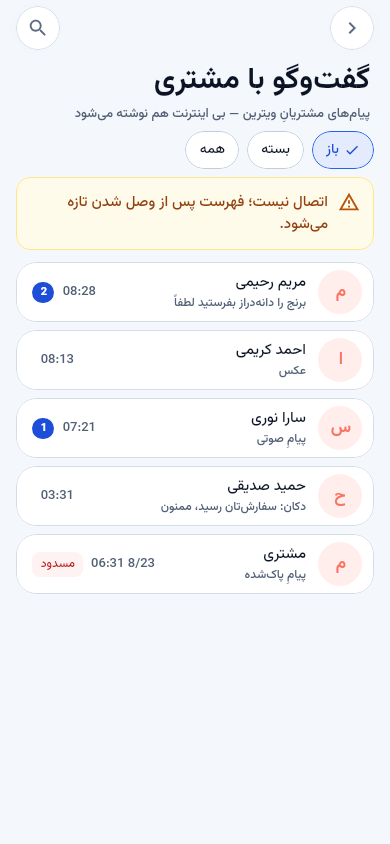 گفت‌وگو با مشتری
پیام‌های مشتریانِ ویترین — بی اینترنت هم نوشته می‌شود
باز
بسته
همه
اتصال نیست؛ فهرست پس از وصل شدن تازه
می‌شود.
م
مریم رحیمی
برنج را دانه‌دراز بفرستید لطفاً
08:28
2
ا
احمد کریمی
عکس
08:13
س
سارا نوری
پیام صوتی
07:21
1
ح
حمید صدیقی
دکان: سفارش‌تان رسید، ممنون
03:31
م
مشتری
پیام پاک‌شده
8/23 06:31
مسدود